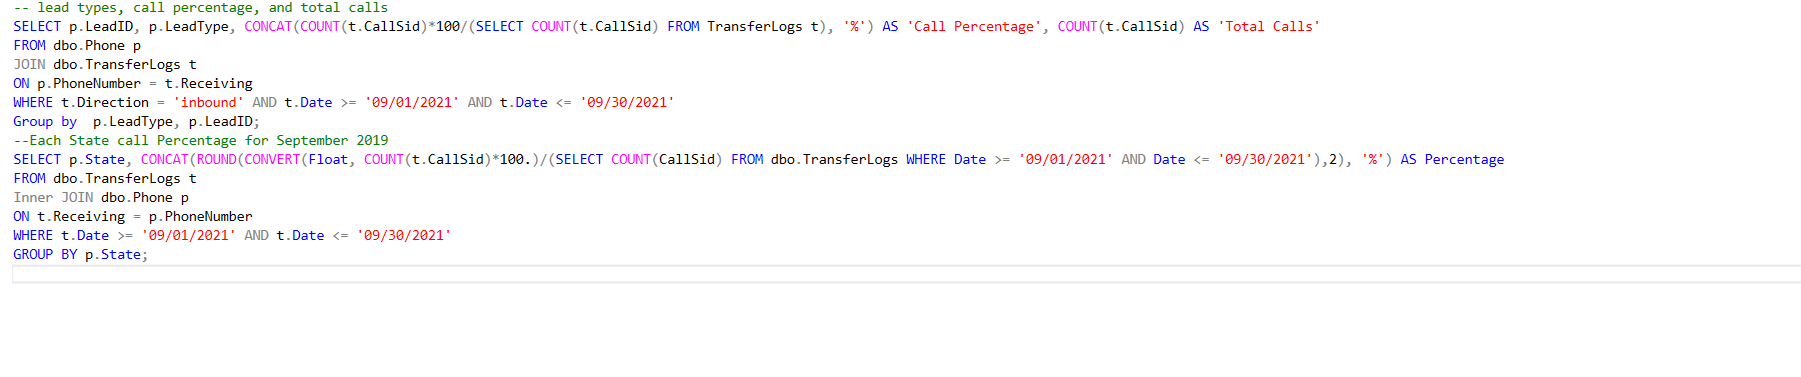 -- lead types, call percentage, and total calls
SELECT p.LeadID, p.LeadType, CONCAT(COUNT(t.CallSid)*100/(SELECT COUNT(t.CallSid) FROM TransferLogs t), '%') AS 'Call Percentage', COUNT(t.CallSid) AS 'Total Calls'
FROM dbo.Phone p
JOIN dbo.TransferLogs t
ON p.PhoneNumber = t.Receiving
WHERE t.Direction = 'inbound' AND t.Date >= '09/01/2021' AND t.Date <= '09/30/2021'
Group by  p.LeadType, p.LeadID;
--Each State call Percentage for September 2019
SELECT p.State, CONCAT(ROUND(CONVERT(Float, COUNT(t.CallSid)*100.)/(SELECT COUNT(CallSid) FROM dbo.TransferLogs WHERE Date >= '09/01/2021' AND Date <= '09/30/2021'),2), '%') AS Percentage
FROM dbo.TransferLogs t
Inner JOIN dbo.Phone p
ON t.Receiving = p.PhoneNumber
WHERE t.Date >= '09/01/2021' AND t.Date <= '09/30/2021'
GROUP BY p.State;